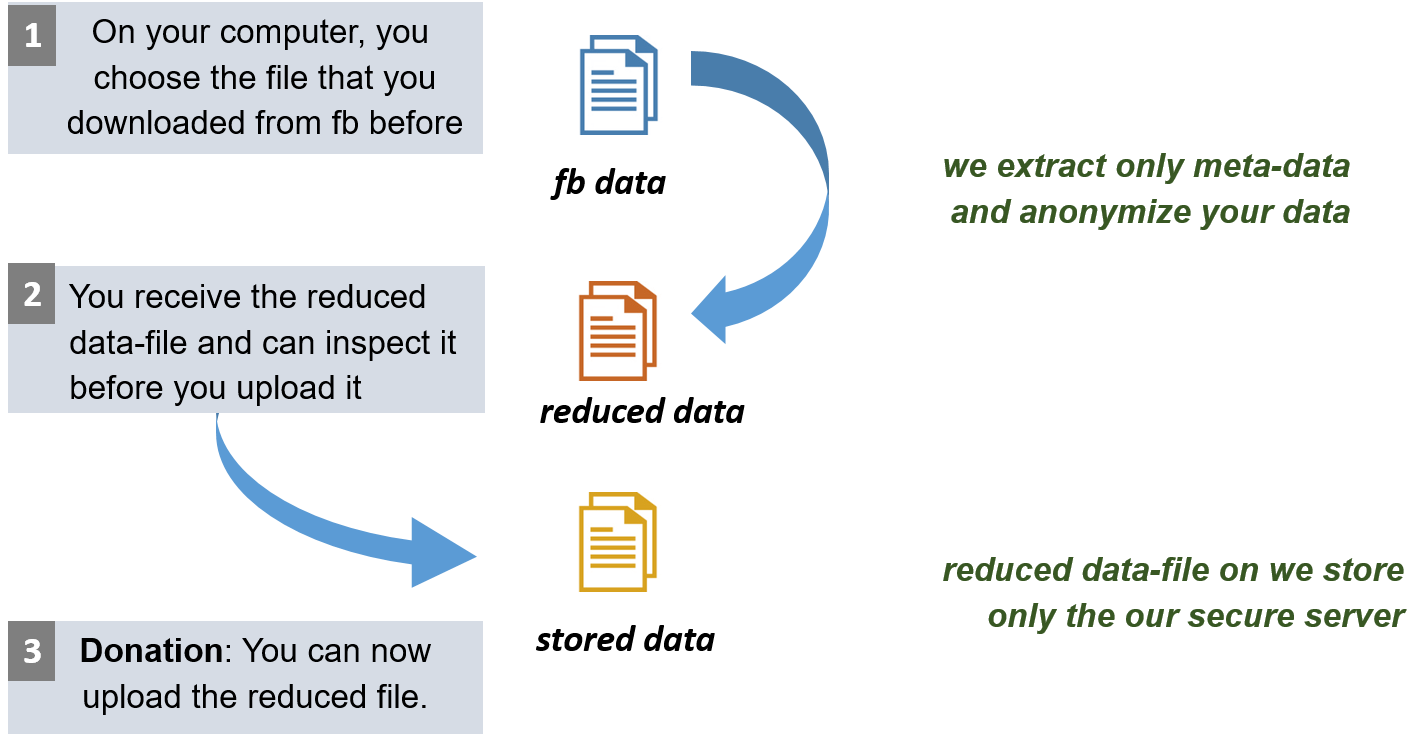 1
On your computer, you
choose the file that you
downloaded from fb before
fb data
we extract only meta-data
and anonymize your data
2
You receive the reduced
data-file and can inspect it
before you upload it
reduced data
stored data
reduced data-file on we store
only the our secure server
3
Donation: You can now
upload the reduced file.